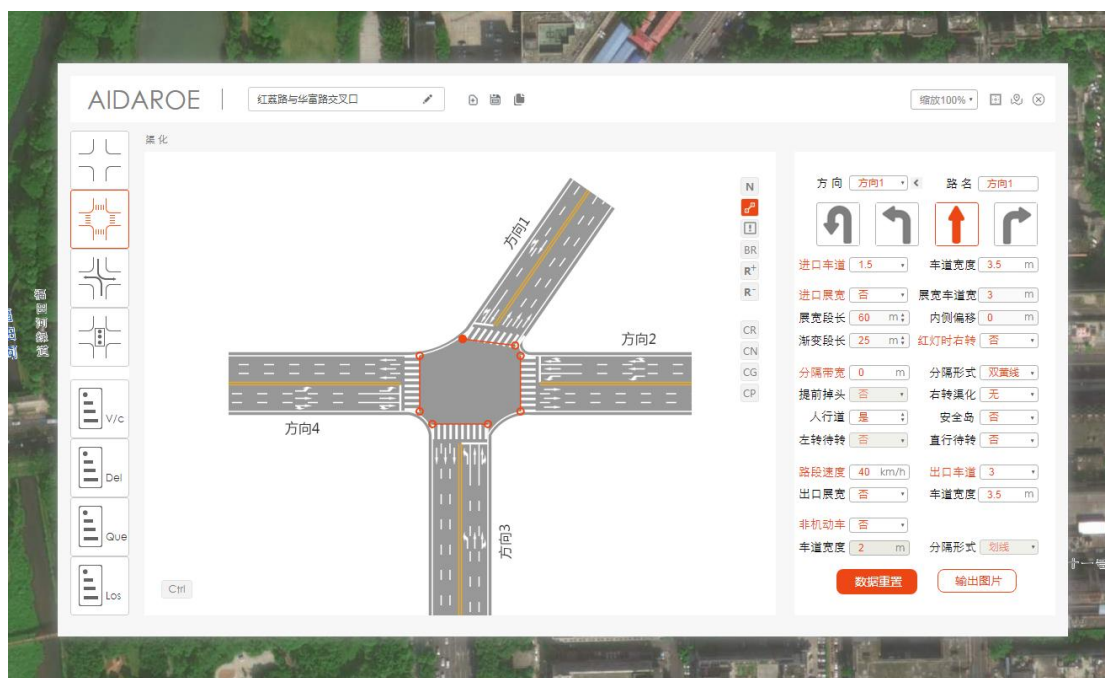 AIDAROE
红荔路与华富路交叉口
缩放100%
渠化
V/c
Del
Que
Los
方向1
方向2
方向3
方向4
Ctrl
N
BR
R+
R-
CR
CN
CG
CP
方向 方向1 路名 方向1
进口车道 1.5 车道宽度 3.5 m
进口展宽 否 展宽车道宽 3 m
展宽段长 60 m 内侧偏移 0 m
渐变段长 25 m 红灯时右转 否
分隔带宽 0 m 分隔形式 双黄线
提前掉头 否 右转渠化 无
人行道 是 安全岛 否
左转待转 否 直行待转 否
路段速度 40 km/h 出口车道 3
出口展宽 否 车道宽度 3.5 m
非机动车 否
车道宽度 2 m 分隔形式 划线
数据重置 输出图片
福田河绿道